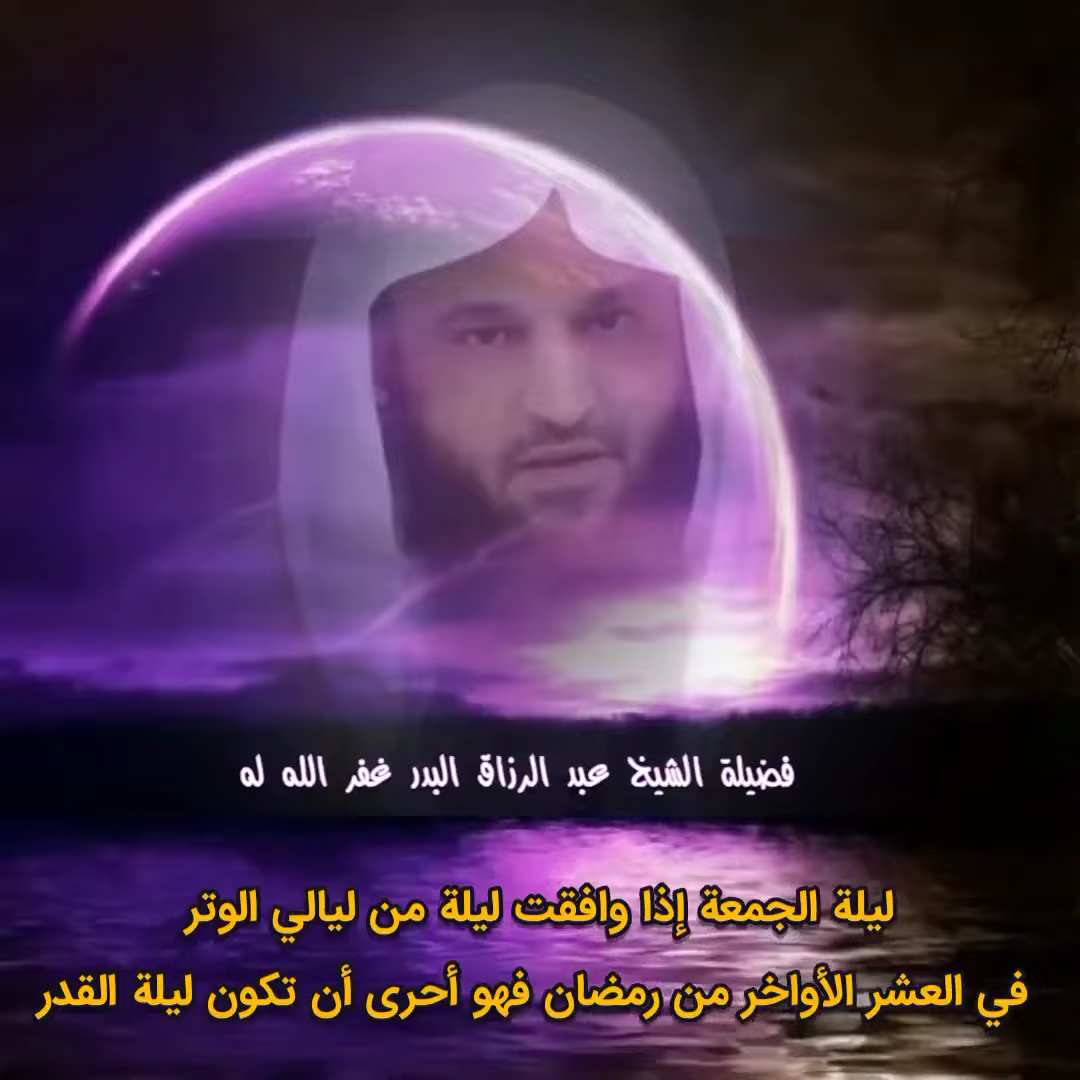 فضيلة الشيخ عبد الرزاق البدر غفر الله له
ليلة الجمعة إذا وافقت ليلة من ليالي الوتر
في العشر الأواخر من رمضان فهو أحرى أن تكون ليلة القدر